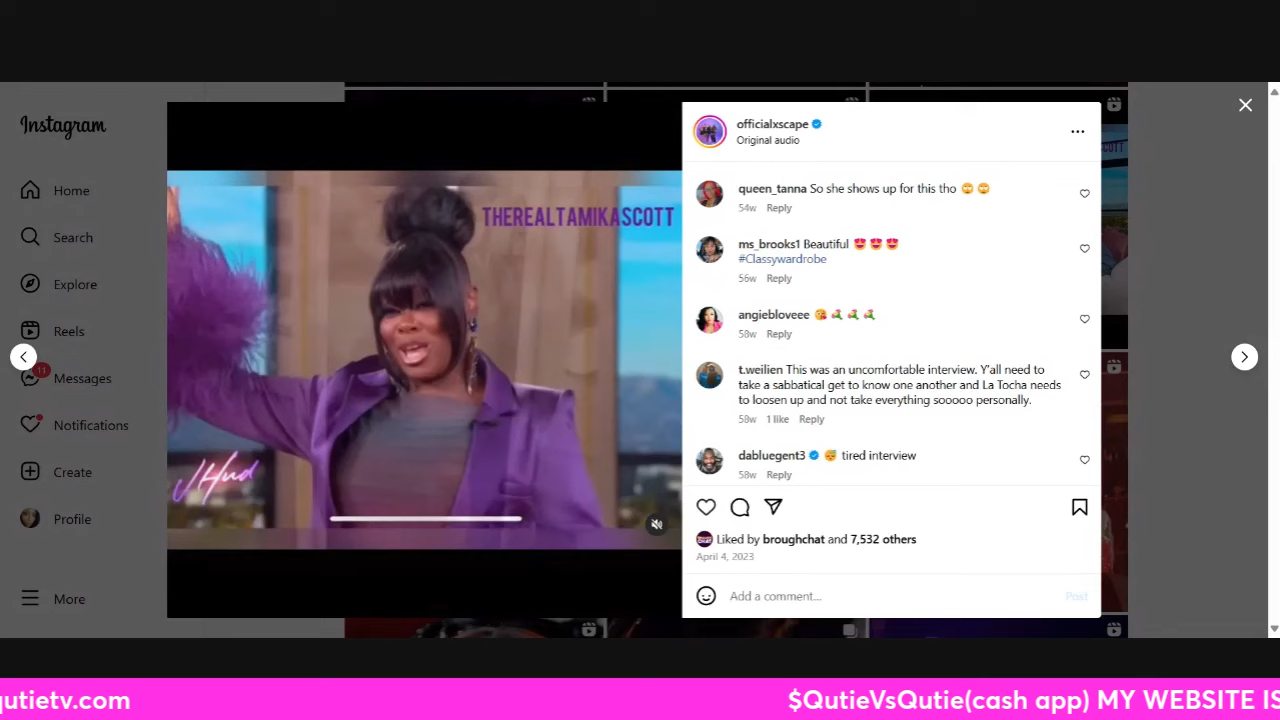 Instagram
Home
Search
Explore
Reels
11
Messages
Notifications
Create
Profile
More
THEREALTAMIKASCOTT
JHud
officialxscape
Original audio
queen_tanna So she shows up for this tho 🙄 🙄
54w Reply
ms_brooks1 Beautiful 😍 😍 😍
#Classywardrobe
56w Reply
angiebloveee 😘 💐 💐 💐
58w Reply
t.weilien This was an uncomfortable interview. Y'all need to
take a sabbatical get to know one another and La Tocha needs
to loosen up and not take everything sooooo personally.
58w 1 like Reply
dabluegent3 😴 tired interview
58w Reply
Liked by broughchat and 7,532 others
April 4, 2023
Add a comment...
Post
qutietv.com
$QutieVsQutie(cash app) MY WEBSITE IS